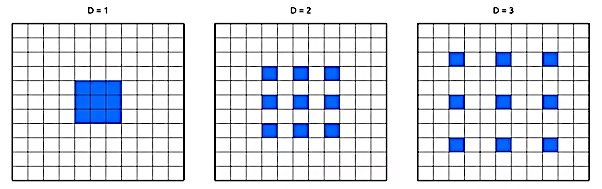 D = 1
D = 2
D = 3